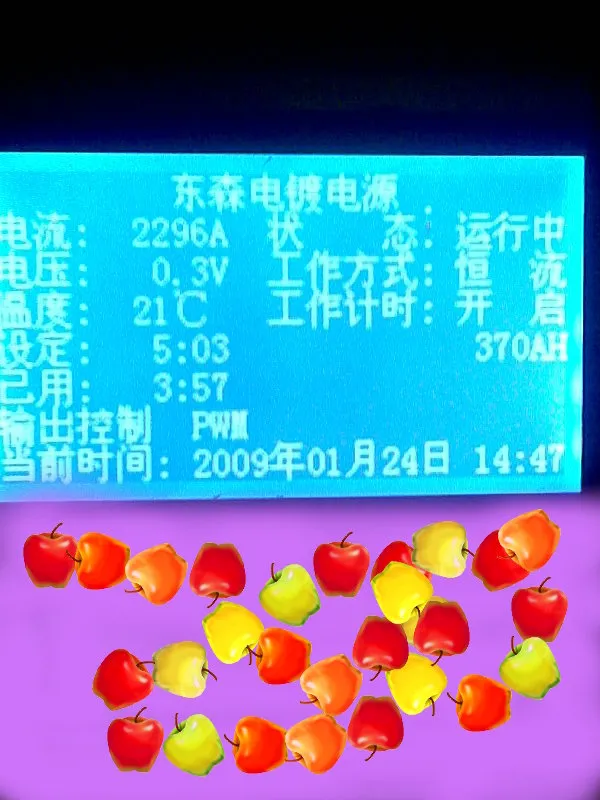 东森电镀电源
电流: 2296A 状 态: 运行中
电压: 0.3V 工作方式: 恒 流
温度: 21℃ 工作计时: 开 启
设定: 5:03 370AH
已用: 3:57
输出控制 PWM
当前时间: 2009年01月24日 14:47